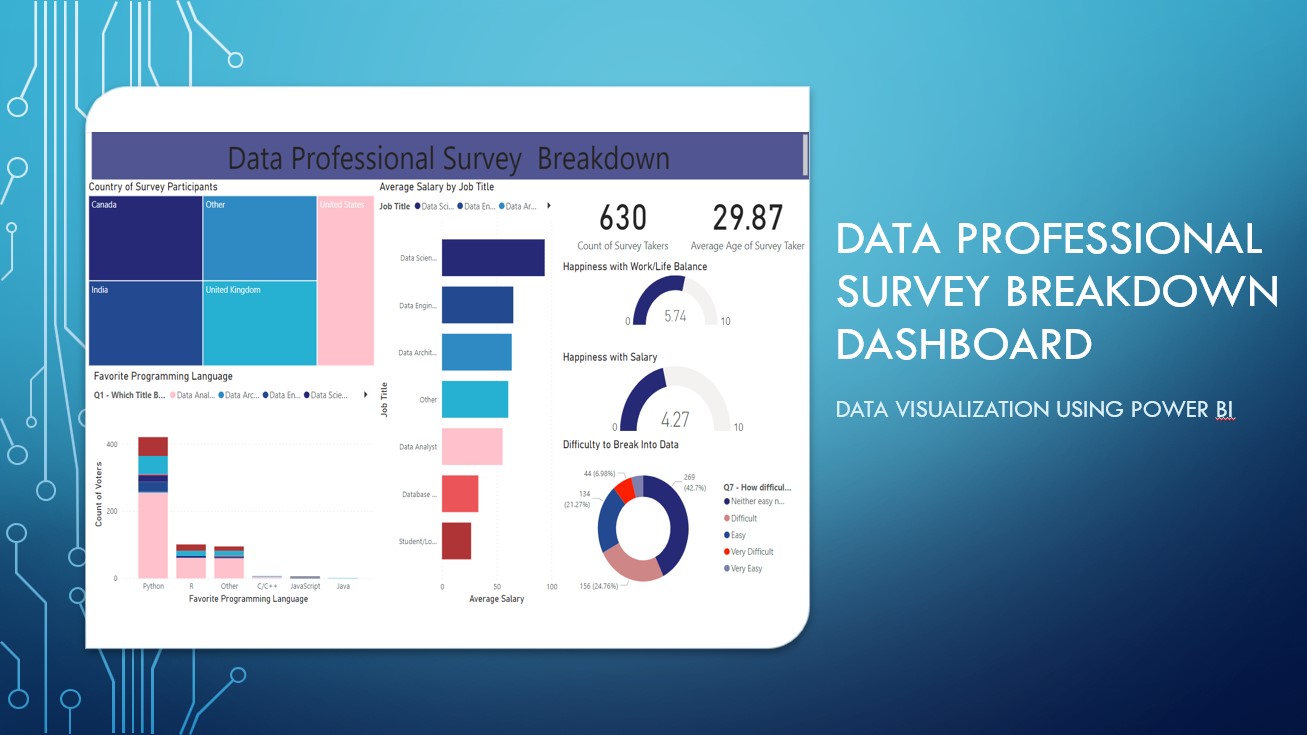 Data Professional Survey Breakdown
Country of Survey Participants
Canada
Other
United States
India
United Kingdom
Favorite Programming Language
Q1 - Which Title B...
Data Anal...
Data Arc...
Data En...
Data Scie...
Count of Voters
400
200
0
Python
R
Other
C/C++
JavaScript
Java
Favorite Programming Language
Average Salary by Job Title
Job Title
Data Sci...
Data En...
Data Ar...
Job Title
Data Scien...
Data Engin...
Data Archit...
Other
Data Analyst
Database ...
Student/Lo...
0
50
100
Average Salary
630
Count of Survey Takers
29.87
Average Age of Survey Taker
Happiness with Work/Life Balance
5.74
0
10
Happiness with Salary
4.27
0
10
Difficulty to Break Into Data
44 (6.98%)
269
(42.7%)
134
(21.27%)
156 (24.76%)
Q7 - How difficul...
Neither easy n...
Difficult
Easy
Very Difficult
Very Easy
DATA PROFESSIONAL
SURVEY BREAKDOWN
DASHBOARD
DATA VISUALIZATION USING POWER BI